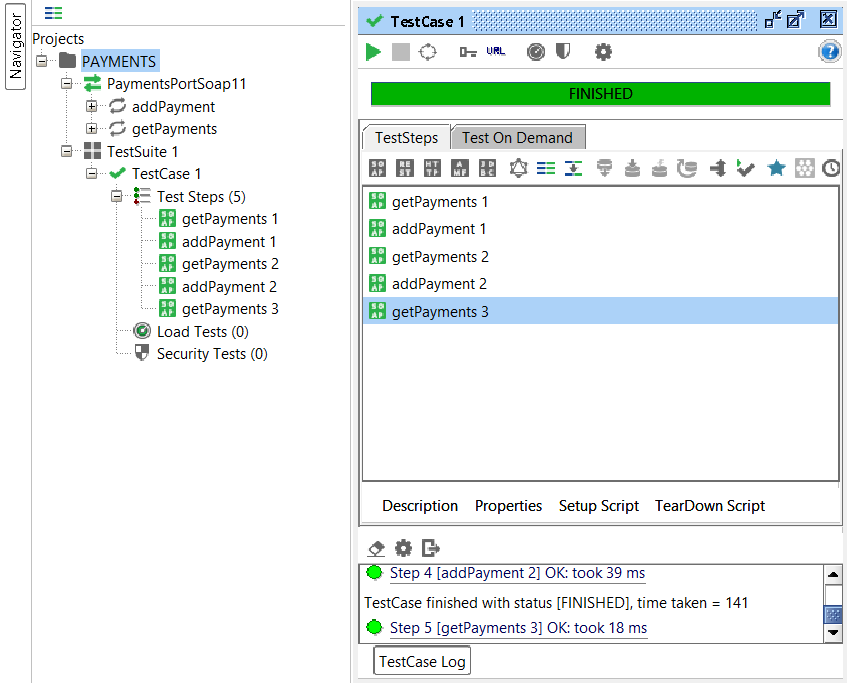 Navigator
Projects
PAYMENTS
PaymentsPortSoap11
addPayment
getPayments
TestSuite 1
TestCase 1
Test Steps (5)
getPayments 1
addPayment 1
getPayments 2
addPayment 2
getPayments 3
Load Tests (0)
Security Tests (0)
TestCase 1
URL
FINISHED
TestSteps
Test On Demand
getPayments 1
addPayment 1
getPayments 2
addPayment 2
getPayments 3
Description Properties Setup Script TearDown Script
Step 4 [addPayment 2] OK: took 39 ms
TestCase finished with status [FINISHED], time taken = 141
Step 5 [getPayments 3] OK: took 18 ms
TestCase Log